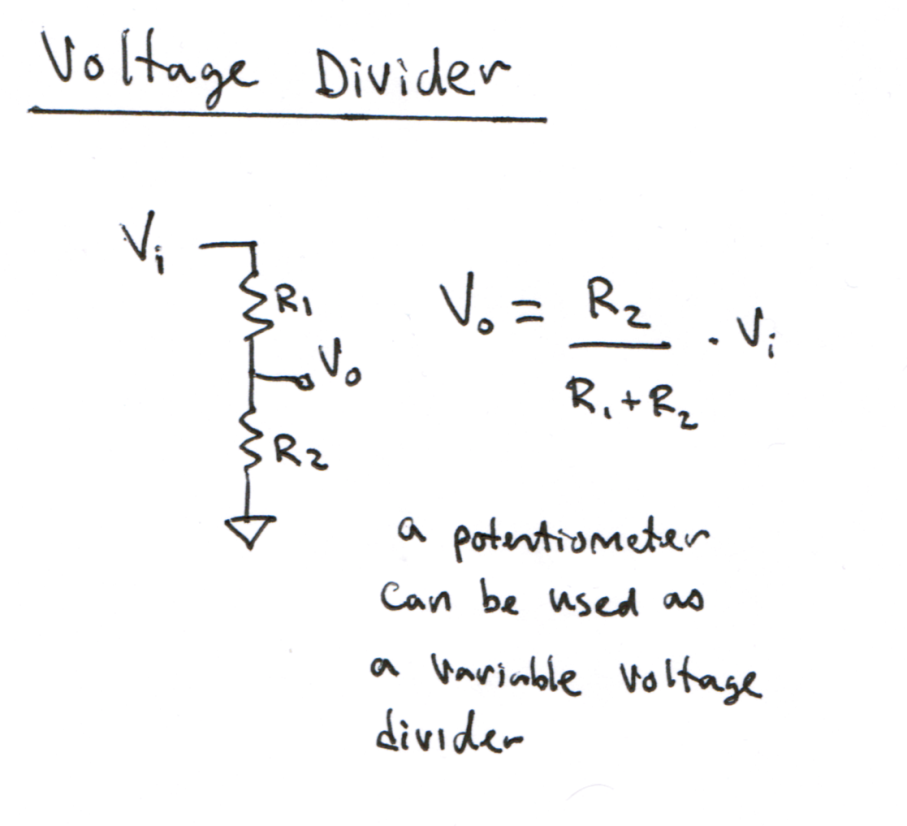 Voltage Divider
Vi
R1
Vo
R2
Vo = R2 / R1 + R2 · Vi
a potentiometer
can be used as
a variable voltage
divider